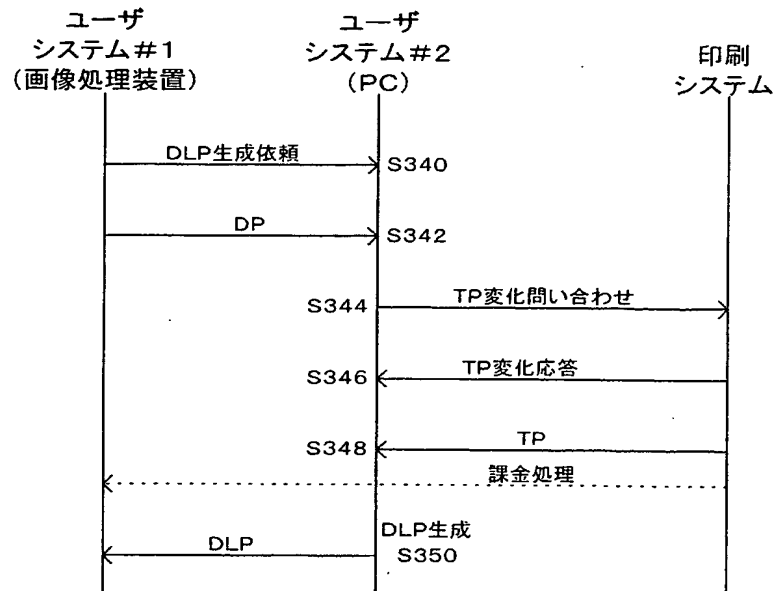 ユーザ
システム#1
(画像処理装置)
ユーザ
システム#2
(PC)
印刷
システム
DLP生成依頼
S340
DP
S342
S344
TP変化問い合わせ
S346
TP変化応答
S348
TP
課金処理
DLP
DLP生成
S350